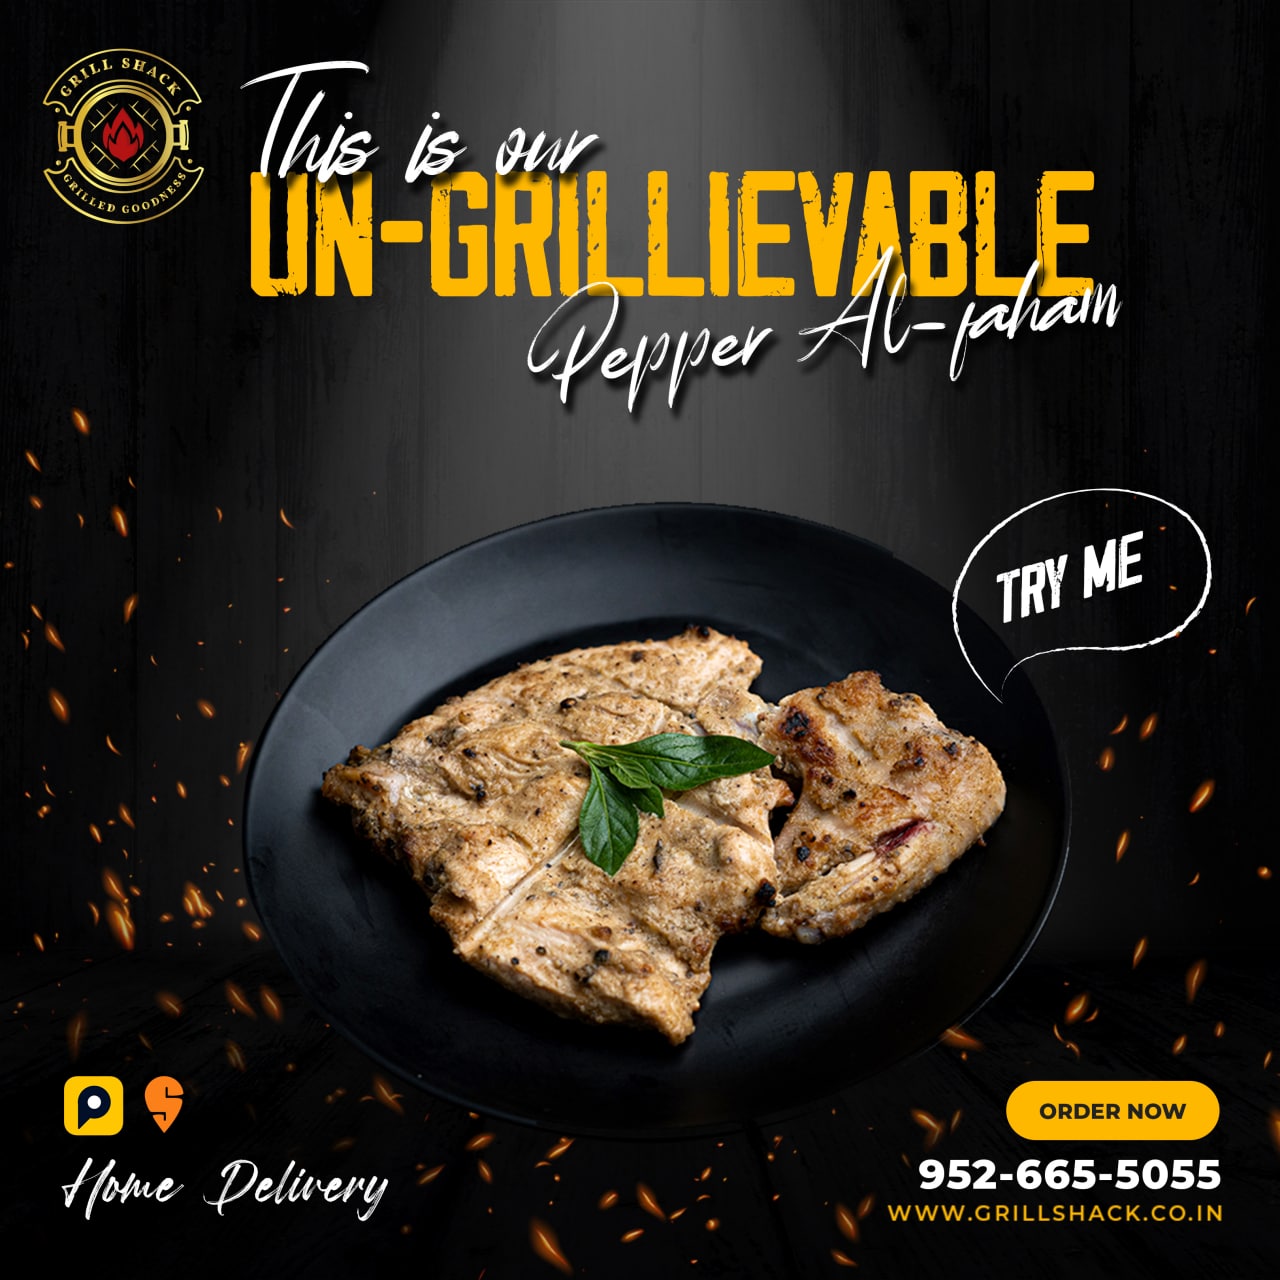 GRILL SHACK
GRILLED GOODNESS
This is our
UN-GRILLIEVABLE
Pepper Al-faham
TRY ME
Home Delivery
ORDER NOW
952-665-5055
WWW.GRILLSHACK.CO.IN